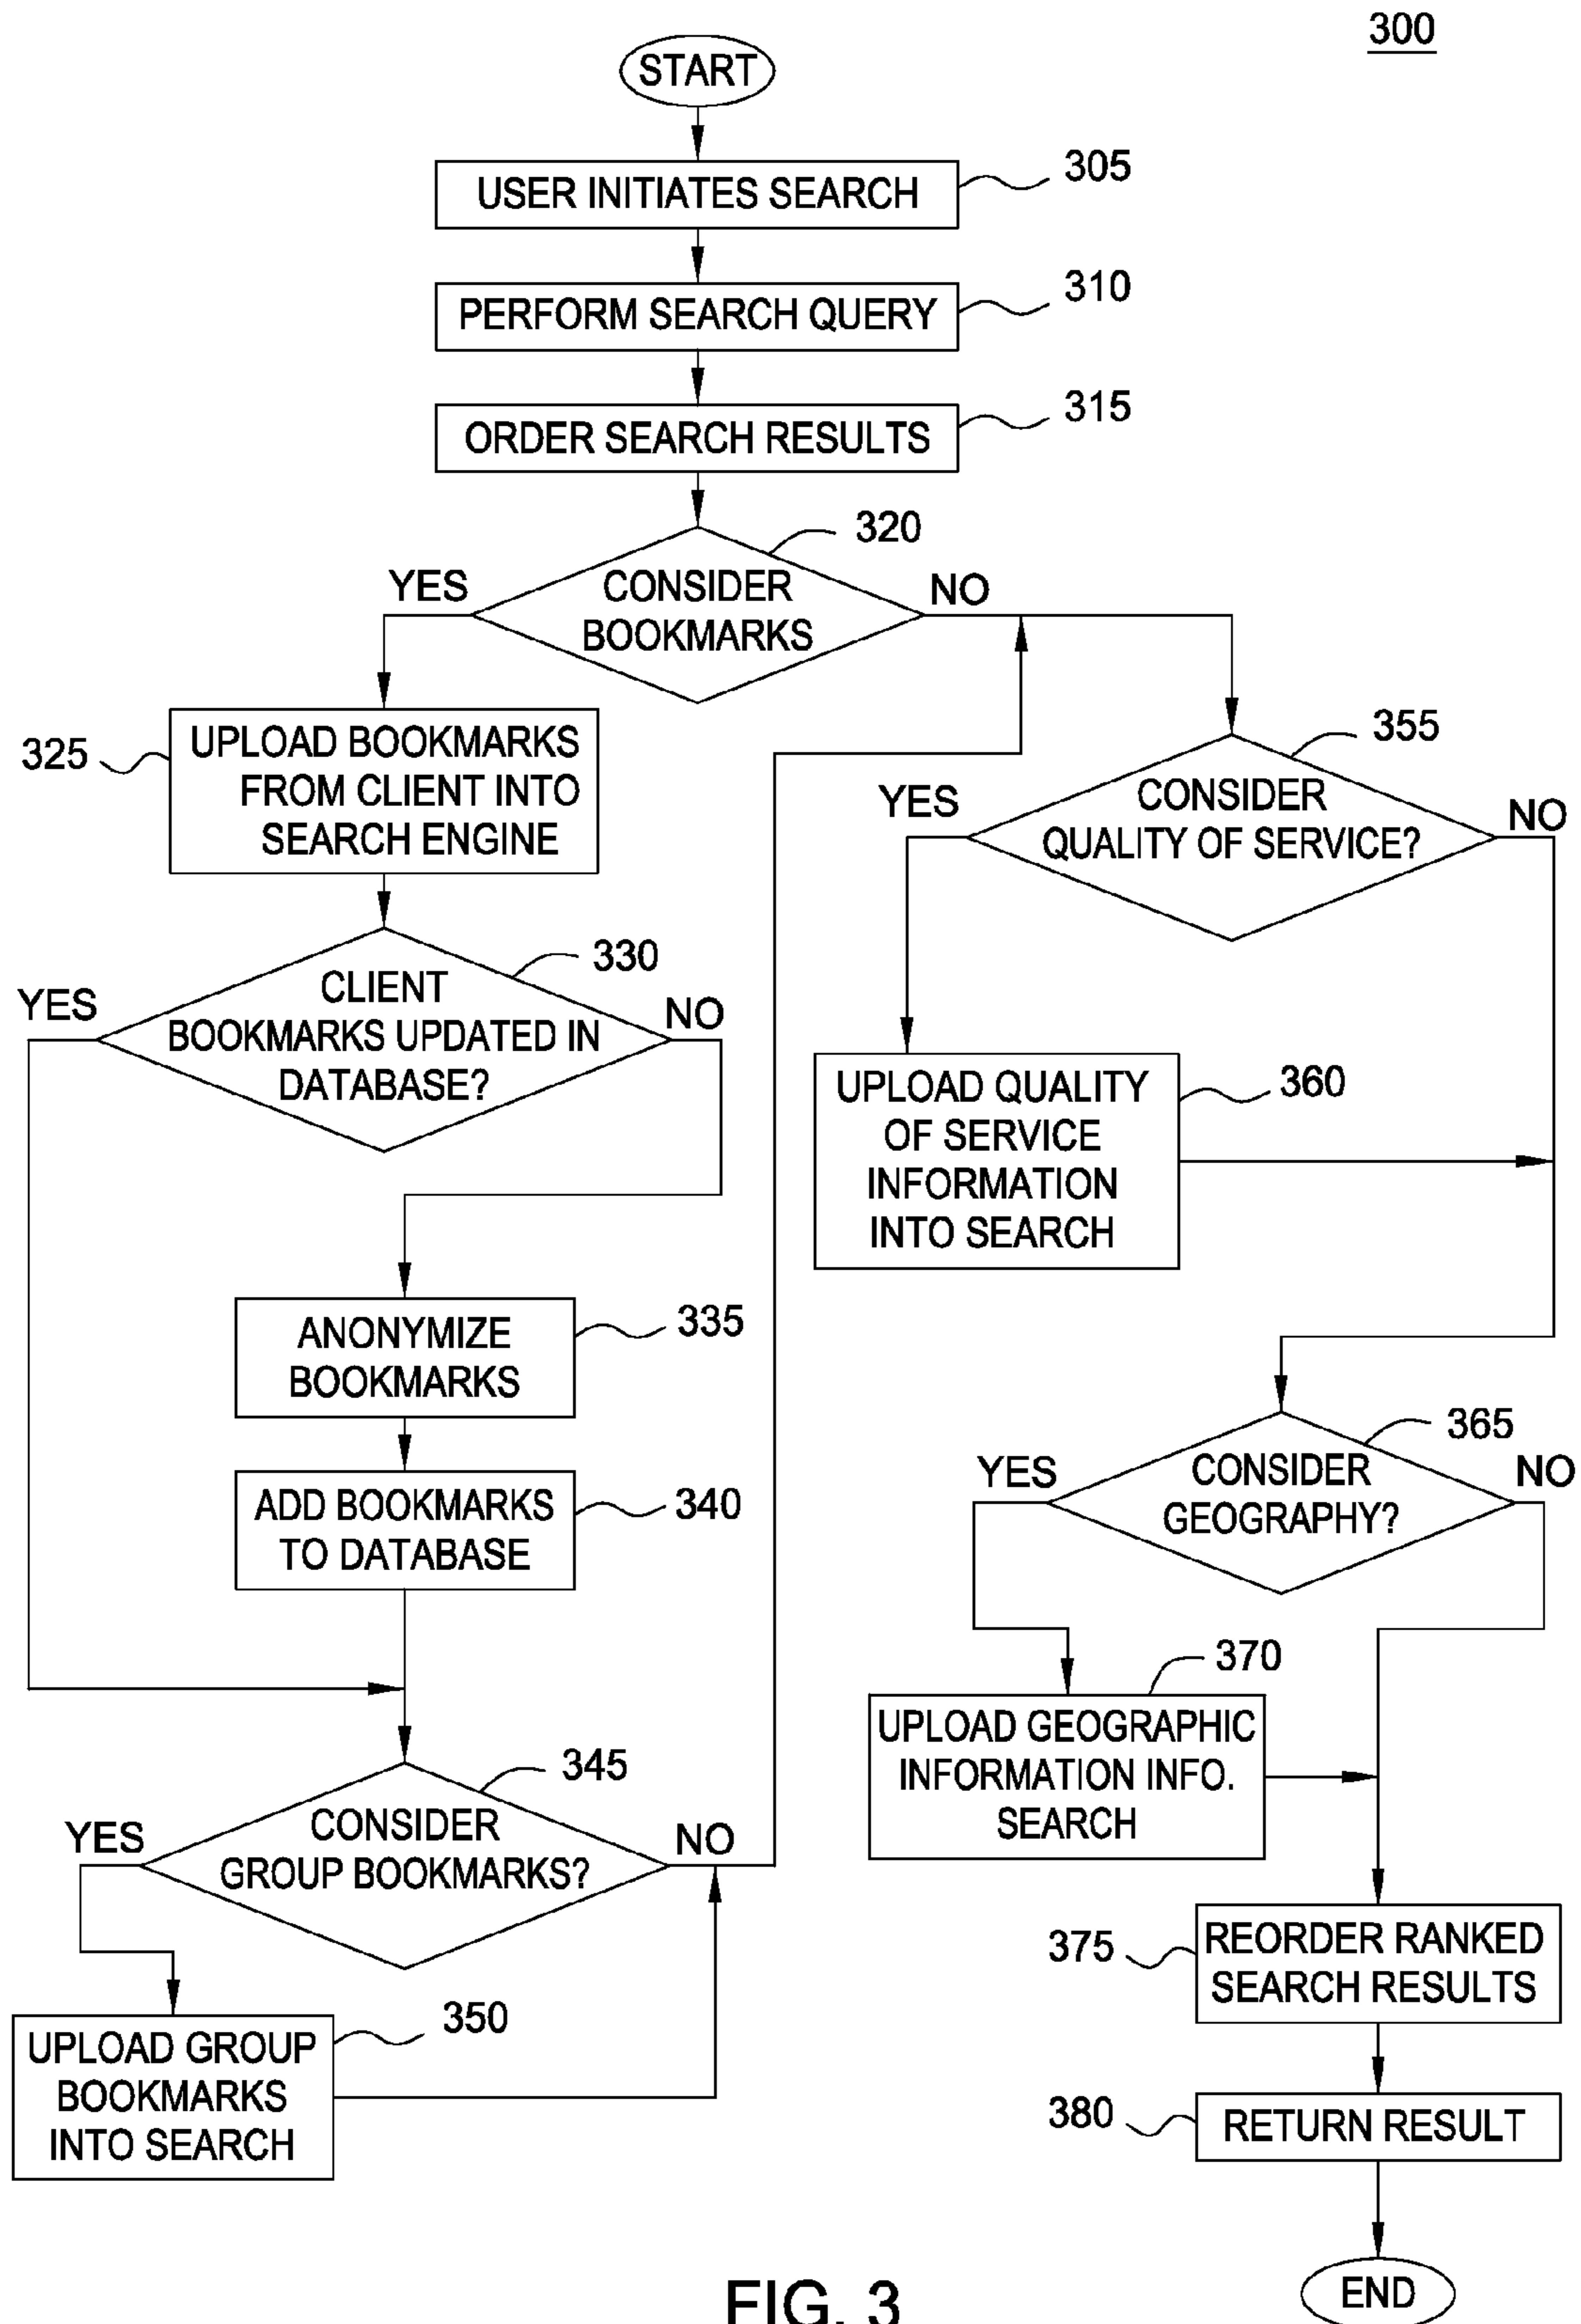 300
START
USER INITIATES SEARCH
305
PERFORM SEARCH QUERY
310
ORDER SEARCH RESULTS
315
320
CONSIDER
BOOKMARKS
YES
NO
325
UPLOAD BOOKMARKS
FROM CLIENT INTO
SEARCH ENGINE
330
CLIENT
BOOKMARKS UPDATED IN
DATABASE?
YES
NO
ANONYMIZE
BOOKMARKS
335
ADD BOOKMARKS
TO DATABASE
340
345
CONSIDER
GROUP BOOKMARKS?
YES
NO
UPLOAD GROUP
BOOKMARKS
INTO SEARCH
350
355
CONSIDER
QUALITY OF SERVICE?
YES
NO
UPLOAD QUALITY
OF SERVICE
INFORMATION
INTO SEARCH
360
365
CONSIDER
GEOGRAPHY?
YES
NO
370
UPLOAD GEOGRAPHIC
INFORMATION INFO.
SEARCH
375
REORDER RANKED
SEARCH RESULTS
380
RETURN RESULT
END
FIG. 3